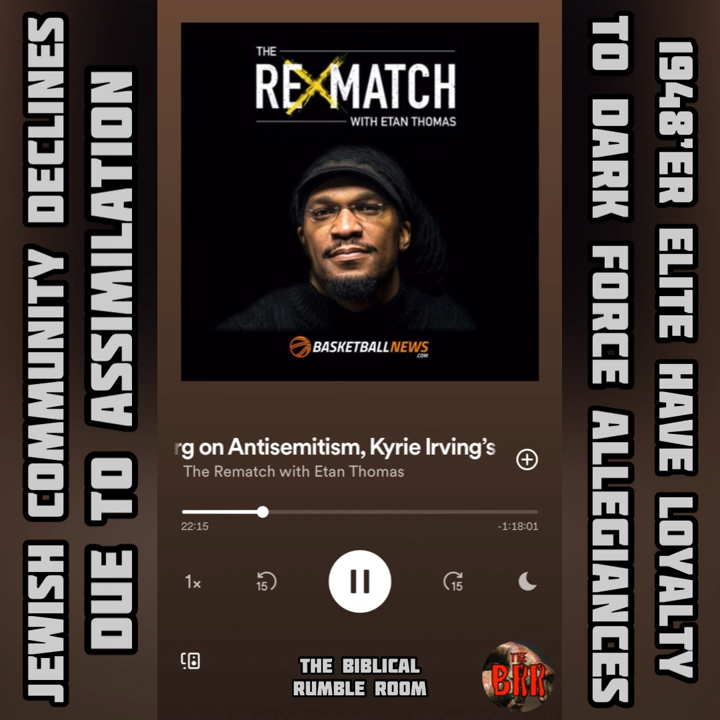 JEWISH COMMUNITY DECLINES
DUE TO ASSIMILATION
THE
REMATCH
WITH ETAN THOMAS
BASKETBALLNEWS
.COM
rg on Antisemitism, Kyrie Irving's
The Rematch with Etan Thomas
22:15
-1:18:01
1x
15
15
THE BIBLICAL
RUMBLE ROOM
THE
BRR
1948'ER ELITE HAVE LOYALTY
TO DARK FORCE ALLEGIANCES